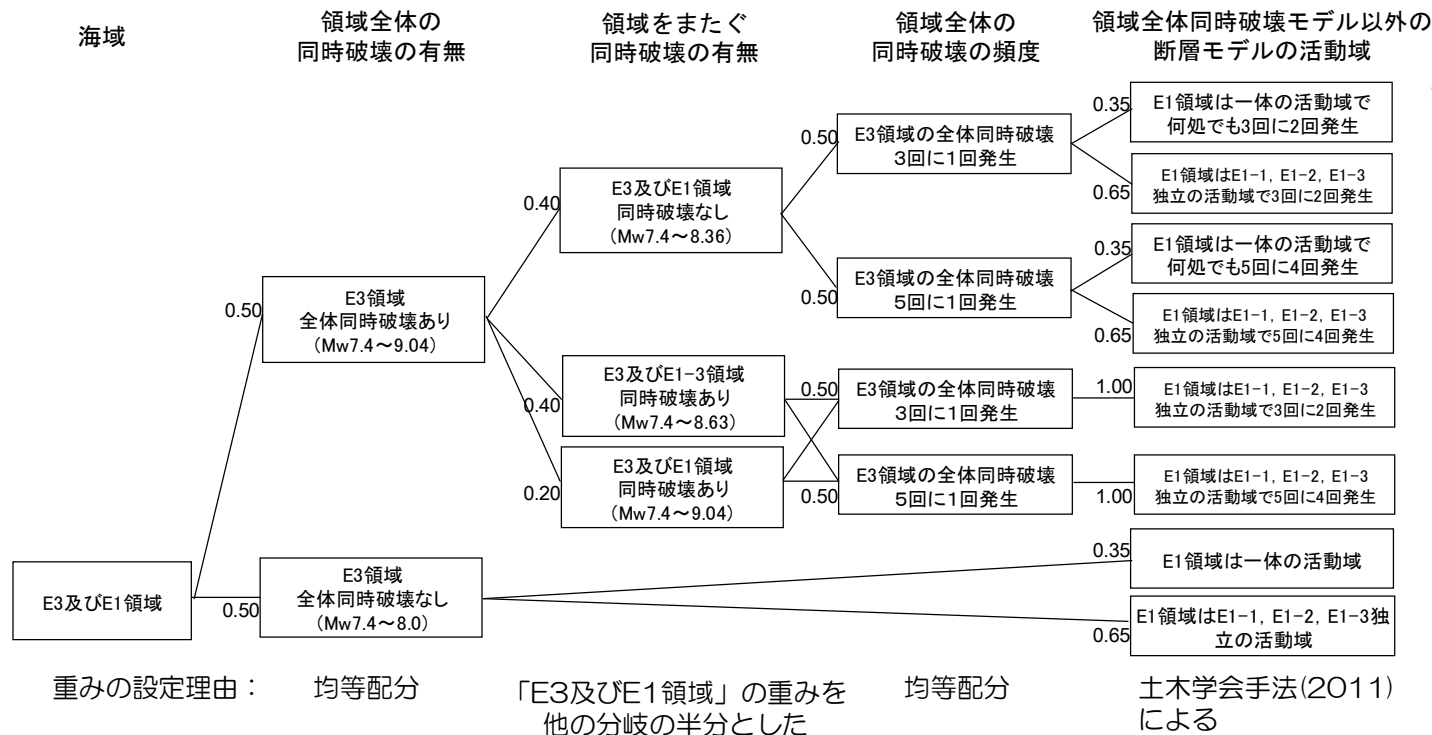 海域
領域全体の
同時破壊の有無
領域をまたぐ
同時破壊の有無
領域全体の
同時破壊の頻度
領域全体同時破壊モデル以外の
断層モデルの活動域
0.35
E1領域は一体の活動域で
何処でも3回に2回発生
0.50
E3領域の全体同時破壊
3回に1回発生
0.65
E1領域はE1-1, E1-2, E1-3
独立の活動域で3回に2回発生
0.40
E3及びE1領域
同時破壊なし
(Mw7.4～8.36)
0.35
E1領域は一体の活動域で
何処でも5回に4回発生
0.50
E3領域の全体同時破壊
5回に1回発生
0.65
E1領域はE1-1, E1-2, E1-3
独立の活動域で5回に4回発生
0.50
E3領域
全体同時破壊あり
(Mw7.4～9.04)
0.40
E3及びE1-3領域
同時破壊あり
(Mw7.4～8.63)
0.50
E3領域の全体同時破壊
3回に1回発生
1.00
E1領域はE1-1, E1-2, E1-3
独立の活動域で3回に2回発生
0.20
E3及びE1領域
同時破壊あり
(Mw7.4～9.04)
0.50
E3領域の全体同時破壊
5回に1回発生
1.00
E1領域はE1-1, E1-2, E1-3
独立の活動域で5回に4回発生
E3及びE1領域
0.50
E3領域
全体同時破壊なし
(Mw7.4～8.0)
0.35
E1領域は一体の活動域
0.65
E1領域はE1-1, E1-2, E1-3独
立の活動域
重みの設定理由：
均等配分
「E3及びE1領域」の重みを
他の分岐の半分とした
均等配分
土木学会手法(2011)
による